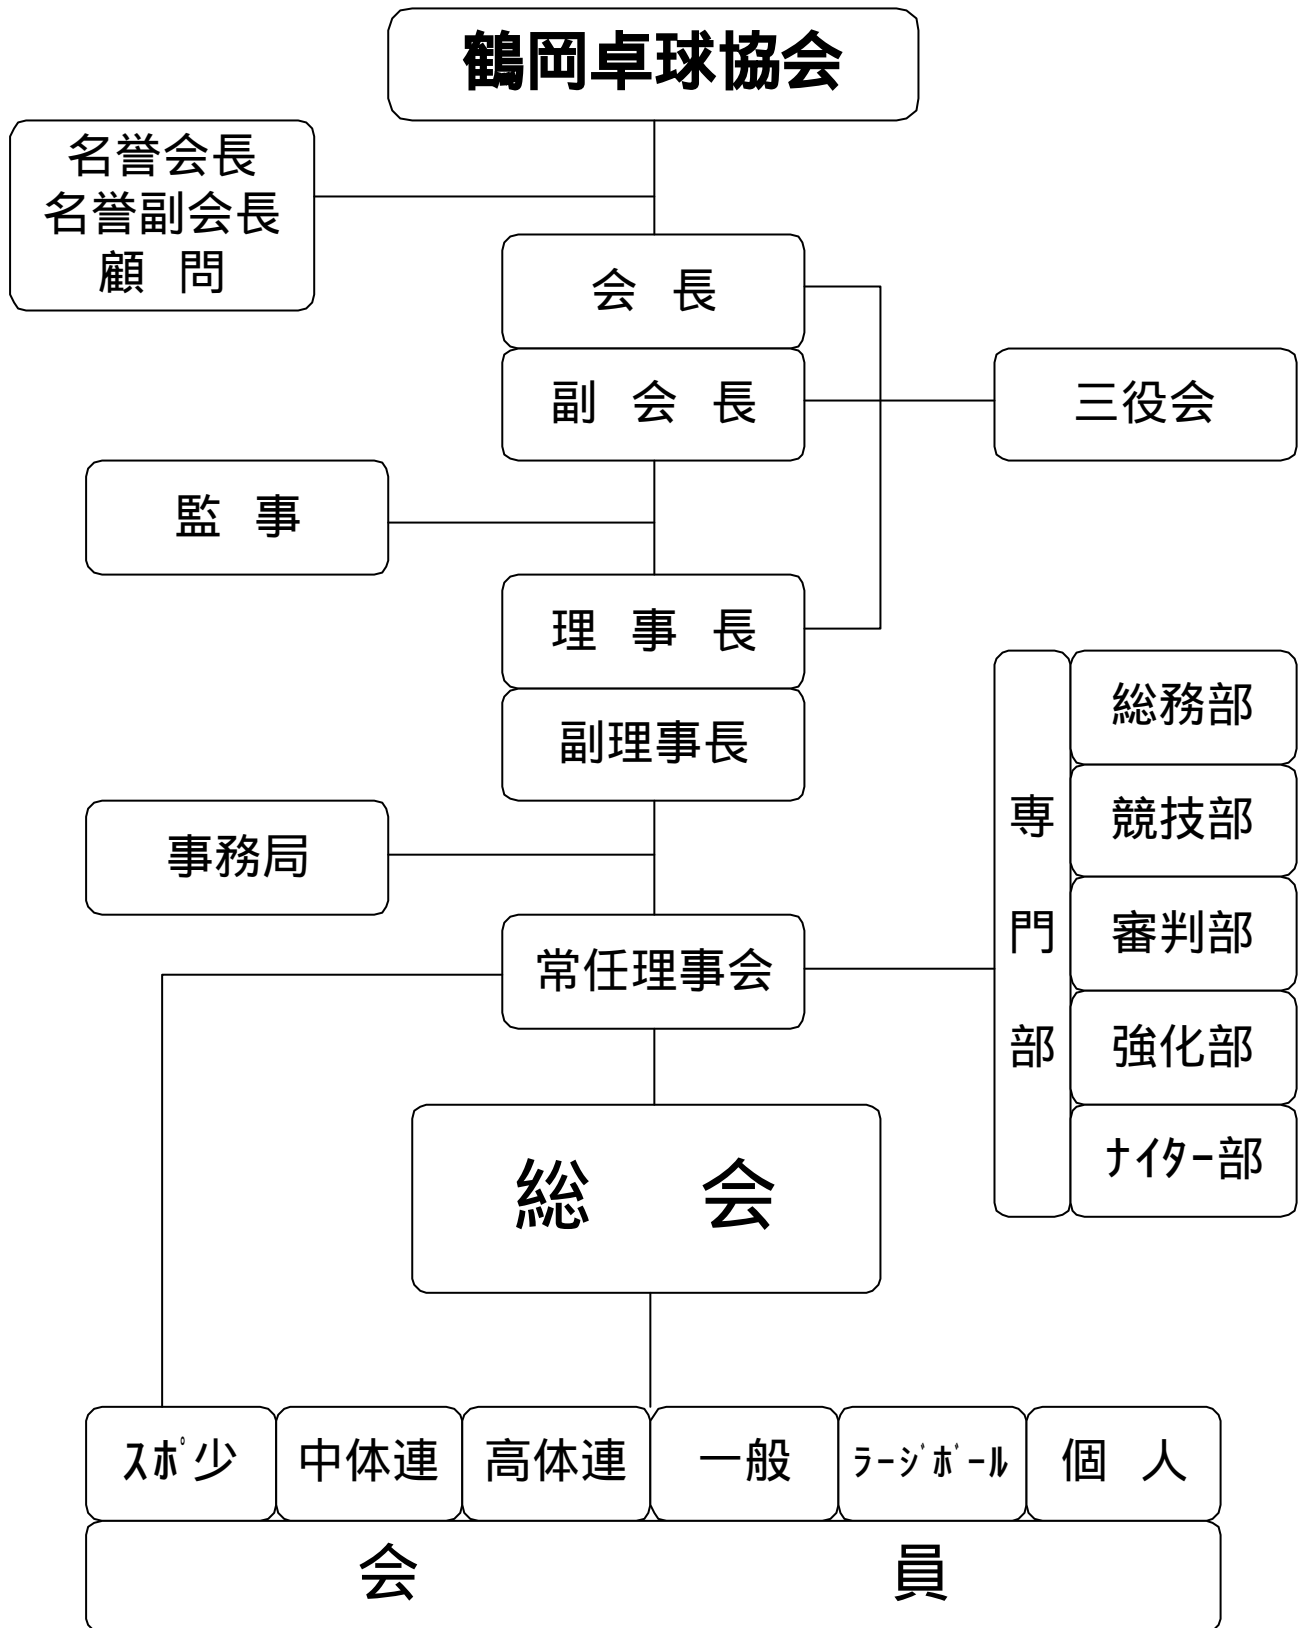 鶴岡卓球協会
名誉会長
名誉副会長
顧 問
会 長
副 会 長
三役会
監 事
理 事 長
副理事長
事務局
常任理事会
専門部
総務部
競技部
審判部
強化部
ﾅｲﾀｰ部
総 会
ｽﾎﾟ少
中体連
高体連
一般
ﾗｰｼﾞﾎﾞｰﾙ
個 人
会 員